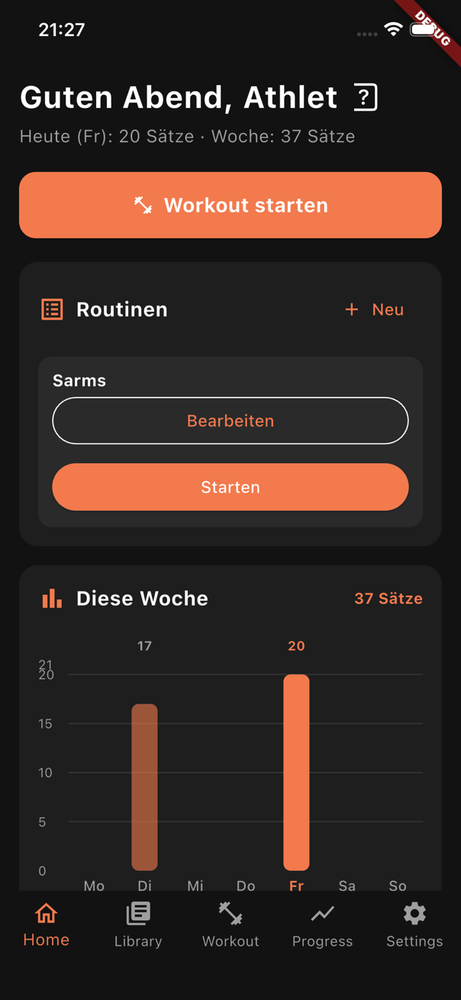 21:27
DEBUG
Guten Abend, Athlet ?
Heute (Fr): 20 Sätze · Woche: 37 Sätze
Workout starten
Routinen
+ Neu
Sarms
Bearbeiten
Starten
Diese Woche
37 Sätze
17 20
21
20
15
10
5
0
Mo Di Mi Do Fr Sa So
Home Library Workout Progress Settings